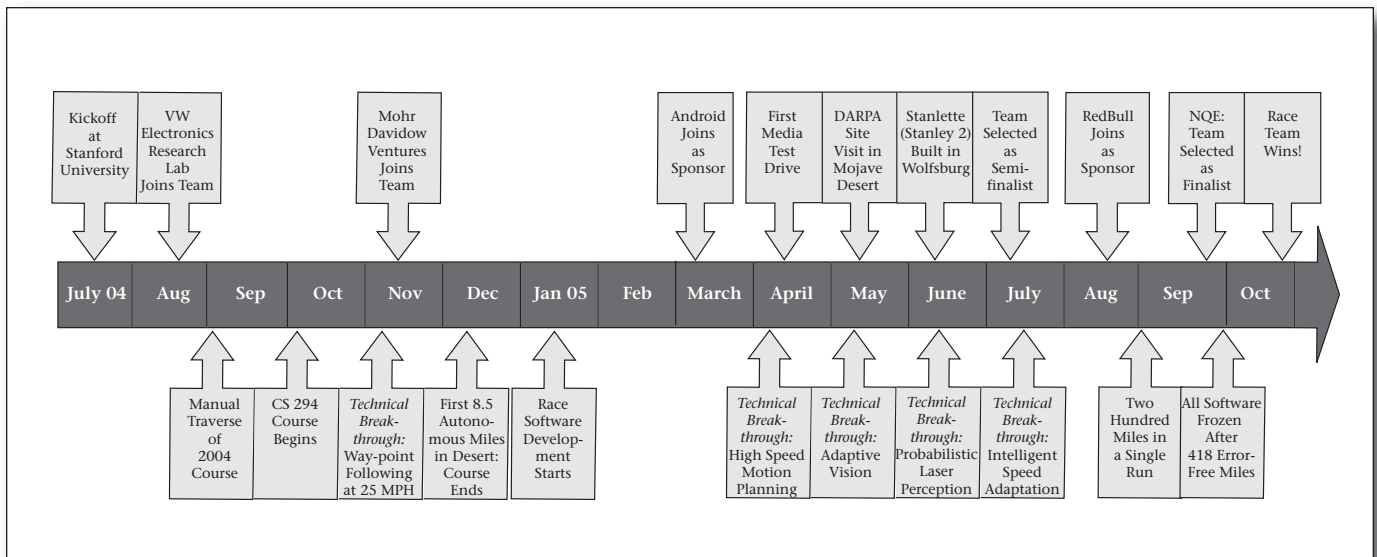 Kickoff
at
Stanford
University
VW
Electronics
Research
Lab
Joins Team
Mohr
Davidow
Ventures
Joins
Team
Android
Joins
as
Sponsor
First
Media
Test
Drive
DARPA
Site
Visit in
Mojave
Desert
Stanlette
(Stanley 2)
Built in
Wolfsburg
Team
Selected
as
Semi-
finalist
RedBull
Joins
as
Sponsor
NQE:
Team
Selected
as
Finalist
Race
Team
Wins!
July 04 Aug Sep Oct Nov Dec Jan 05 Feb March April May June July Aug Sep Oct
Manual
Traverse
of
2004
Course
CS 294
Course
Begins
Technical
Break-
through:
Way-point
Following
at 25 MPH
First 8.5
Autono-
mous Miles
in Desert:
Course
Ends
Race
Software
Develop-
ment
Starts
Technical
Break-
through:
High Speed
Motion
Planning
Technical
Break-
through:
Adaptive
Vision
Technical
Break-
through:
Probabilistic
Laser
Perception
Technical
Break-
through:
Intelligent
Speed
Adaptation
Two
Hundred
Miles in
a Single
Run
All Software
Frozen
After
418 Error-
Free Miles